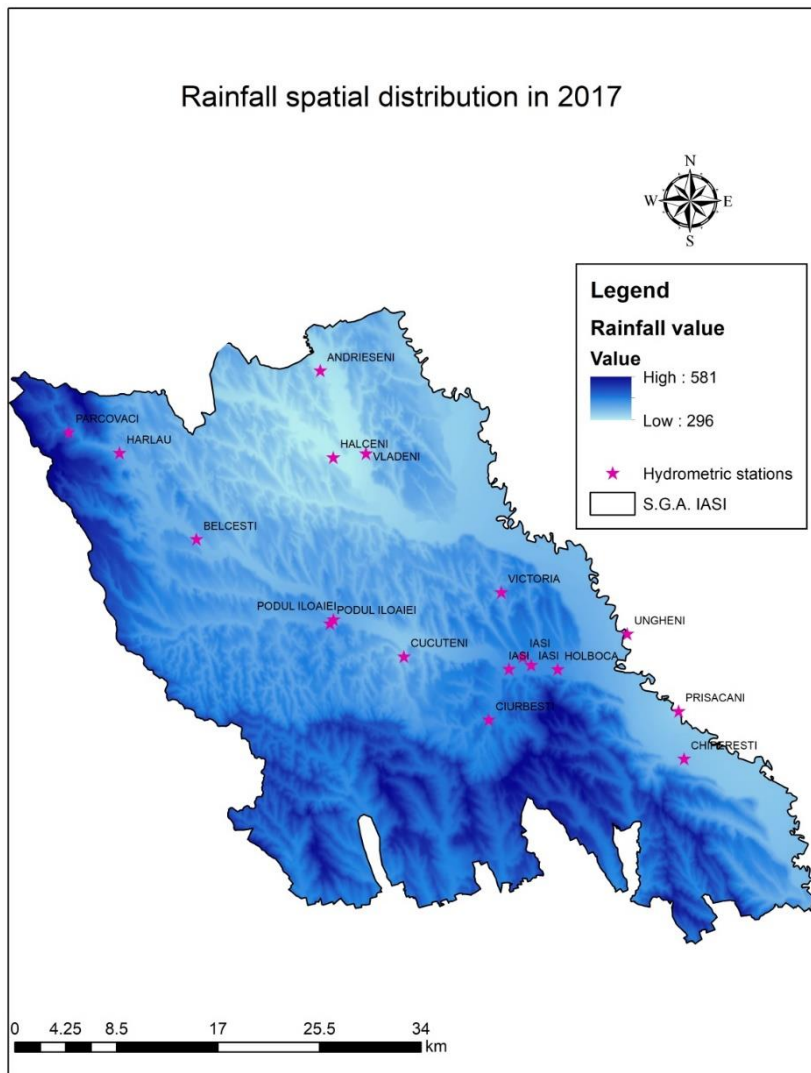 Rainfall spatial distribution in 2017
N
W E
S
Legend
Rainfall value
Value
High : 581
Low : 296
Hydrometric stations
S.G.A. IASI
ANDRIESENI
PARCOVACI
HARLAU
HALCENI
VLADENI
BELCESTI
VICTORIA
PODUL ILOAIEI
PODUL ILOAIEI
UNGHENI
CUCUTENI
IASI
IASI
IASI
HOLBOCA
PRISACANI
CIURBESTI
CHIPERESTI
0 4.25 8.5 17 25.5 34
km